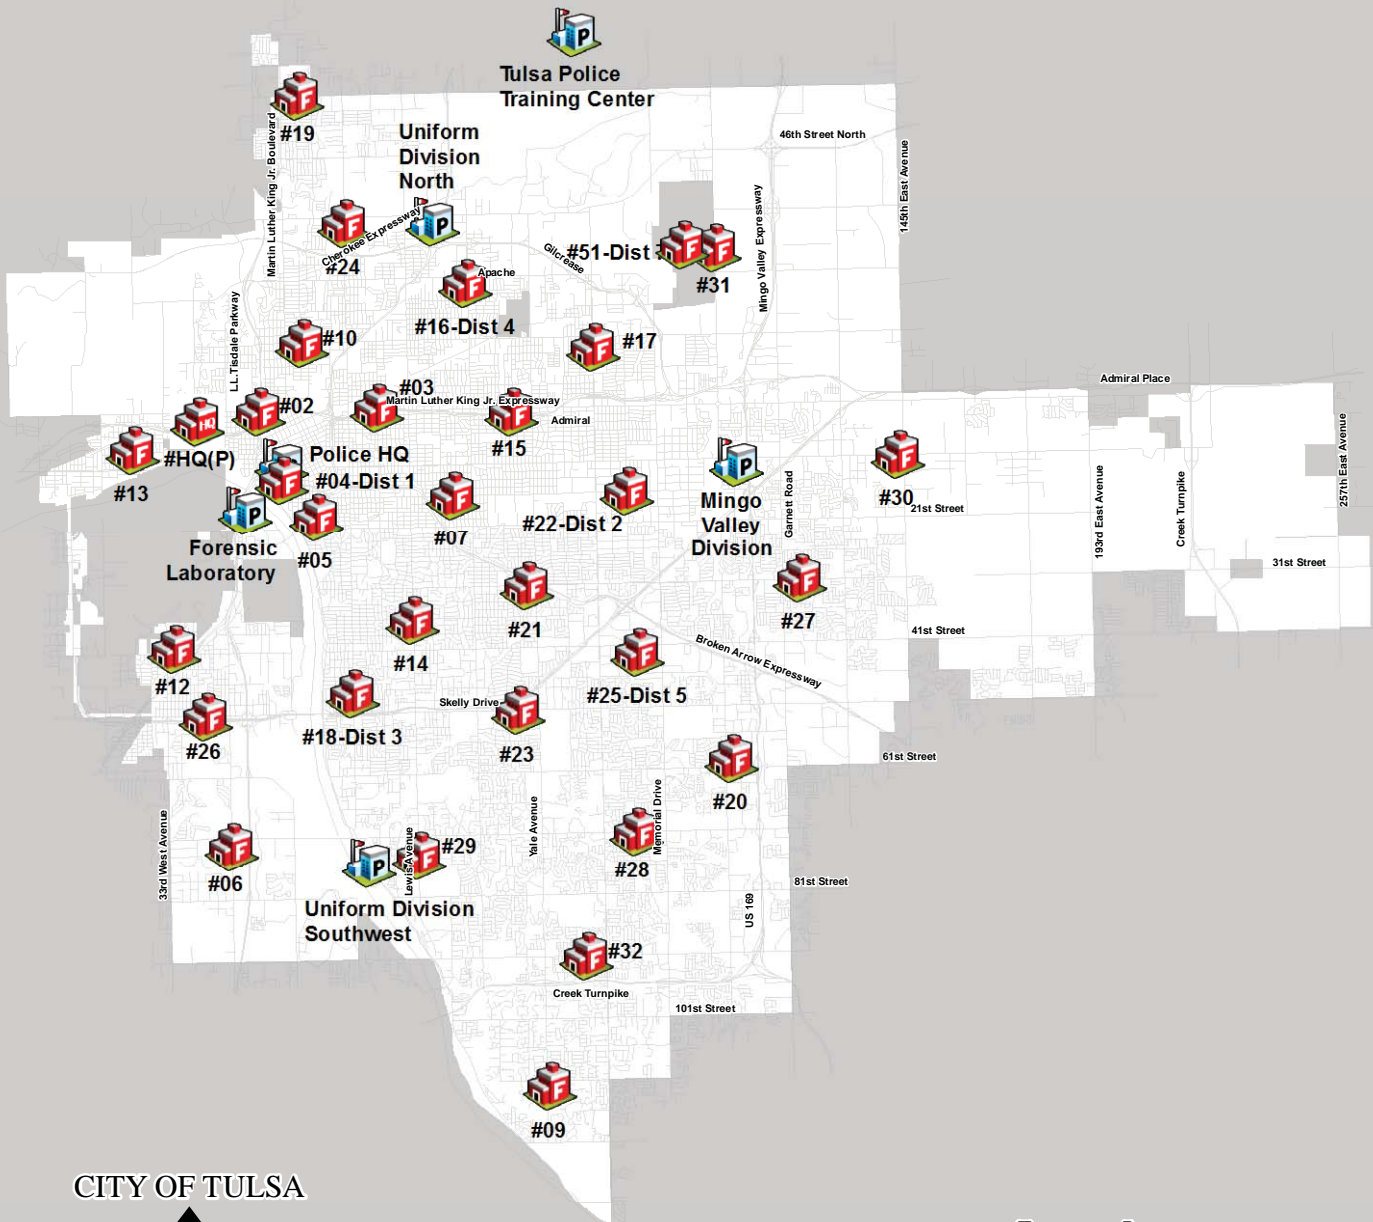 Tulsa Police
Training Center
#19
46th Street North
Uniform
Division
North
Martin Luther King Jr. Boulevard
145th East Avenue
Mingo Valley Expressway
Cherokee Expressway
#24
Gilcrease
#51-Dist
#31
Apache
#16-Dist 4
L.L.Tisdale Parkway
#10
#17
Admiral Place
#03
Martin Luther King Jr. Expressway
#02
Admiral
#15
HQ
#HQ(P)
#13
Police HQ
#04-Dist 1
#05
#07
#22-Dist 2
Mingo
Valley
Division
Garnett Road
#30
21st Street
193rd East Avenue
Creek Turnpike
257th East Avenue
Forensic
Laboratory
31st Street
#27
#21
41st Street
#14
Broken Arrow Expressway
#12
#25-Dist 5
Skelly Drive
#26
#18-Dist 3
#23
61st Street
#20
33rd West Avenue
Yale Avenue
Memorial Drive
#28
#06
Lewis Avenue
#29
81st Street
US 169
Uniform Division
Southwest
#32
Creek Turnpike
101st Street
#09
CITY OF TULSA